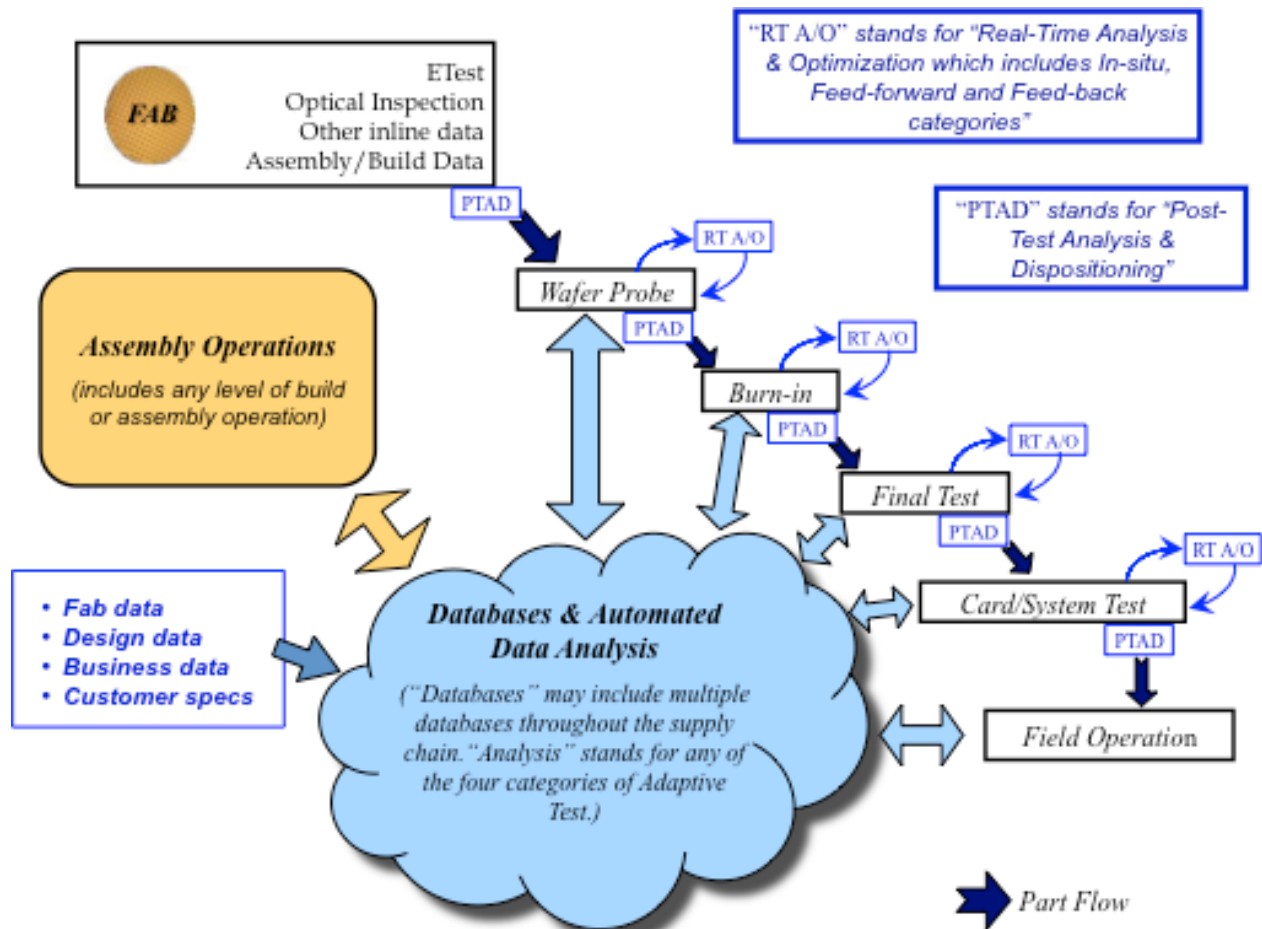 FAB
ETest
Optical Inspection
Other inline data
Assembly/Build Data
PTAD
“RT A/O” stands for “Real-Time Analysis
& Optimization which includes In-situ,
Feed-forward and Feed-back
categories”
“PTAD” stands for “Post-
Test Analysis &
Dispositioning”
RT A/O
Wafer Probe
PTAD
RT A/O
Burn-in
PTAD
RT A/O
Final Test
PTAD
RT A/O
Card/System Test
PTAD
Field Operation
Assembly Operations
(includes any level of build
or assembly operation)
• Fab data
• Design data
• Business data
• Customer specs
Databases & Automated
Data Analysis
(“Databases” may include multiple
databases throughout the supply
chain. “Analysis” stands for any of
the four categories of Adaptive
Test.)
Part Flow